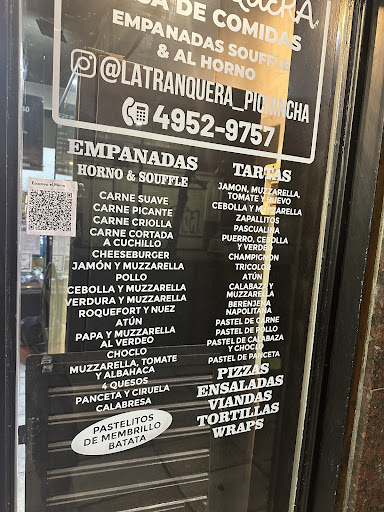 CASA DE COMIDAS
EMPANADAS SOUFFLE
& AL HORNO
@LATRANQUERA_PICHINCHA
4952-9757
EMPANADAS
HORNO & SOUFFLE
CARNE SUAVE
CARNE PICANTE
CARNE CRIOLLA
CARNE CORTADA
A CUCHILLO
CHEESEBURGER
JAMÓN Y MUZZARELLA
POLLO
CEBOLLA Y MUZZARELLA
VERDURA Y MUZZARELLA
ROQUEFORT Y NUEZ
ATÚN
PAPA Y MUZZARELLA
AL VERDEO
CHOCLO
MUZZARELLA, TOMATE
Y ALBAHACA
4 QUESOS
PANCETA Y CIRUELA
CALABRESA
PASTELITOS
DE MEMBRILLO
BATATA
TARTAS
JAMON, MUZZARELLA,
TOMATE Y HUEVO
CEBOLLA Y MUZZARELLA
ZAPALLITOS
PASCUALINA
PUERRO, CEBOLLA
Y VERDEO
CHAMPIGNON
TRICOLOR
ATÚN
CALABAZA Y
MUZZARELLA
BERENJENA
NAPOLITANA
PASTEL DE CARNE
PASTEL DE POLLO
PASTEL DE CALABAZA
Y CHOCLO
PASTEL DE PANCETA
PIZZAS
ENSALADAS
VIANDAS
TORTILLAS
WRAPS